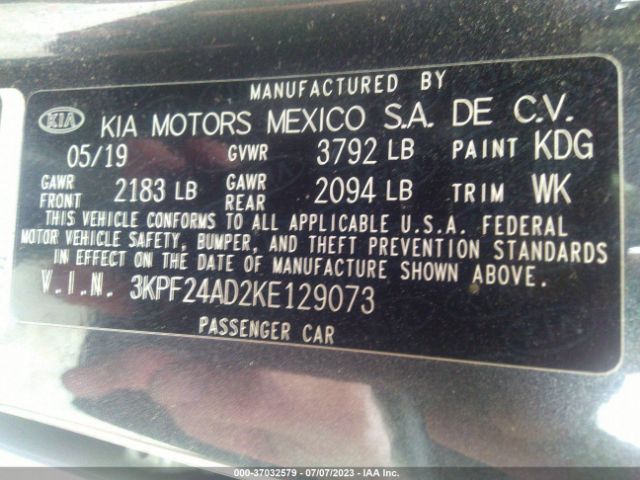 MANUFACTURED BY
KIA KIA MOTORS MEXICO S.A. DE C.V.
05/19 GVWR 3792 LB PAINT KDG
GAWR FRONT 2183 LB GAWR REAR 2094 LB TRIM WK
THIS VEHICLE CONFORMS TO ALL APPLICABLE U.S.A. FEDERAL
MOTOR VEHICLE SAFETY, BUMPER, AND THEFT PREVENTION STANDARDS
IN EFFECT ON THE DATE OF MANUFACTURE SHOWN ABOVE.
V.I.N. 3KPF24AD2KE129073
PASSENGER CAR
000-37032579 - 07/07/2023 - IAA Inc.